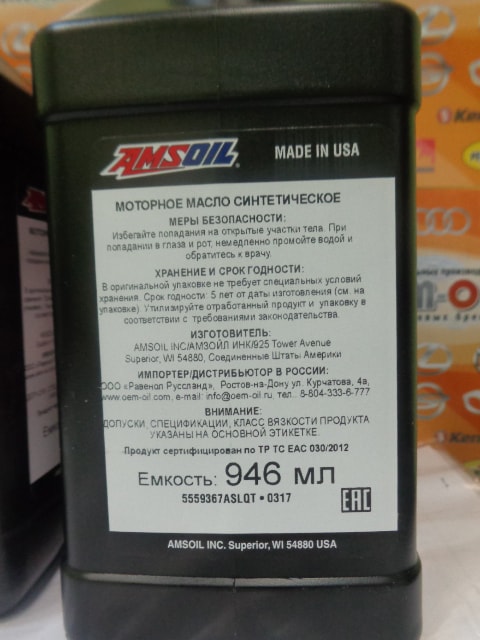 AMSOIL
MADE IN USA
МОТОРНОЕ МАСЛО СИНТЕТИЧЕСКОЕ
МЕРЫ БЕЗОПАСНОСТИ:
Избегайте попадания на открытые участки тела. При
попадании в глаза и рот, немедленно промойте водой и
обратитесь к врачу.
ХРАНЕНИЕ И СРОК ГОДНОСТИ:
В оригинальной упаковке не требует специальных условий
хранения. Срок годности: 5 лет от даты изготовления (см. на
упаковке). Утилизируйте отработанный продукт и упаковку в
соответствии с требованиями законодательства.
ИЗГОТОВИТЕЛЬ:
AMSOIL INC/АМЗОЙЛ ИНК/925 Tower Avenue
Superior, WI 54880, Соединенные Штаты Америки
ИМПОРТЕР/ДИСТРИБЬЮТОР В РОССИИ:
ООО «Равенол Руссланд», Ростов-на-Дону ул. Курчатова, 4а,
www.oem-oil.com, e-mail: info@oem-oil.ru, тел.. 8-804-333-6-777
ВНИМАНИЕ:
ДОПУСКИ, СПЕЦИФИКАЦИИ, КЛАСС ВЯЗКОСТИ ПРОДУКТА
УКАЗАНЫ НА ОСНОВНОЙ ЭТИКЕТКЕ.
Продукт сертифицирован по ТР ТС ЕАС 030/2012
Емкость: 946 мл
5559367ASLQT • 0317
EAC
AMSOIL INC. Superior, WI 54880 USA